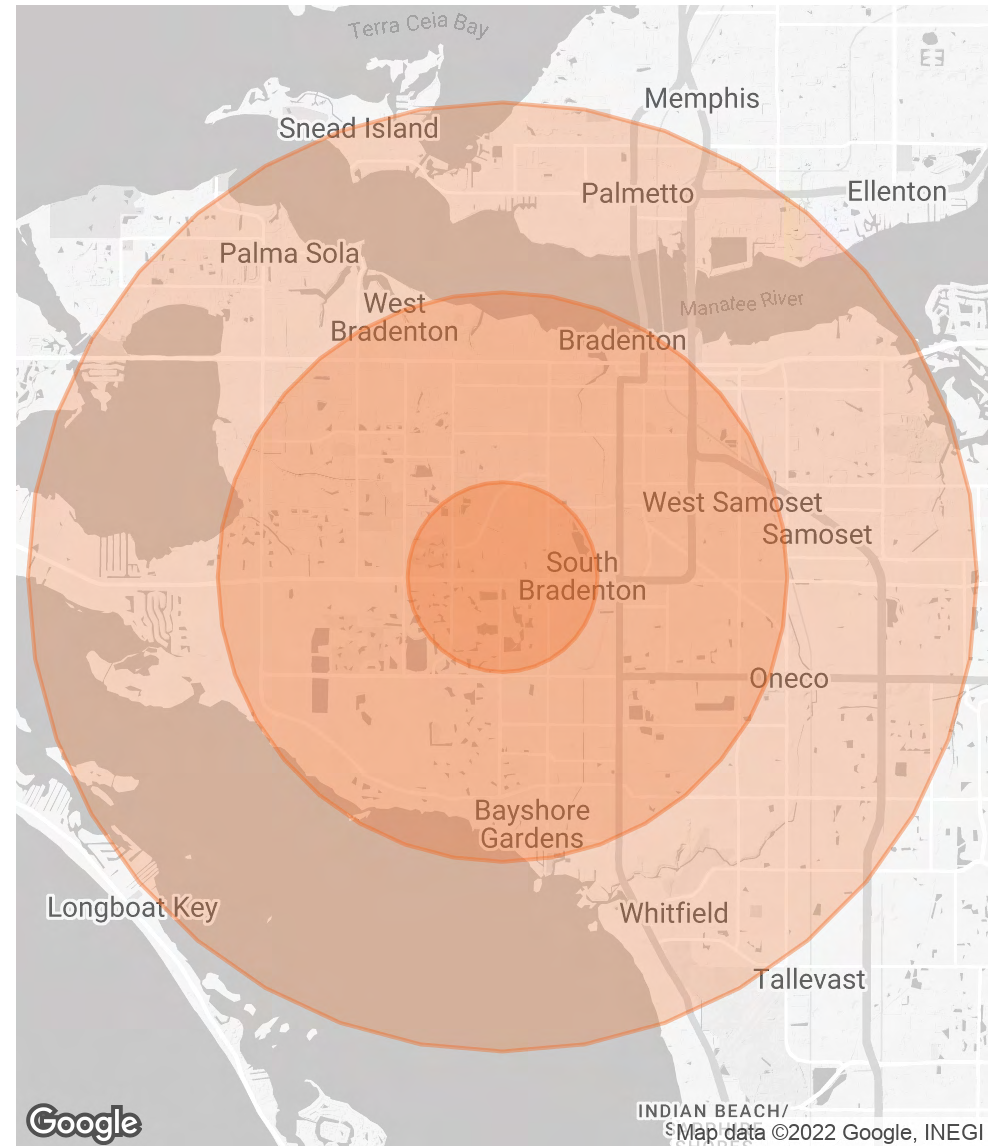 Terra Ceia Bay
Memphis
Snead Island
Palmetto
Ellenton
Palma Sola
West
Bradenton
Manatee River
Bradenton
West Samoset
Samoset
South
Bradenton
Oneco
Bayshore
Gardens
Longboat Key
Whitfield
Tallevast
INDIAN BEACH/
Google
Map data ©2022 Google, INEGI